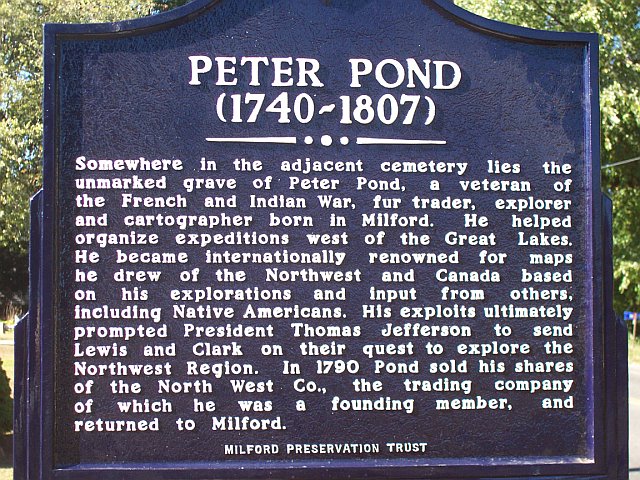 PETER POND
(1740~1807)
Somewhere in the adjacent cemetery lies the
unmarked grave of Peter Pond, a veteran of
the French and Indian War, fur trader, explorer
and cartographer born in Milford. He helped
organize expeditions west of the Great Lakes.
He became internationally renowned for maps
he drew of the Northwest and Canada based
on his explorations and input from others,
including Native Americans. His exploits ultimately
prompted President Thomas Jefferson to send
Lewis and Clark on their quest to explore the
Northwest Region. In 1790 Pond sold his shares
of the North West Co., the trading company
of which he was a founding member, and
returned to Milford.
MILFORD PRESERVATION TRUST